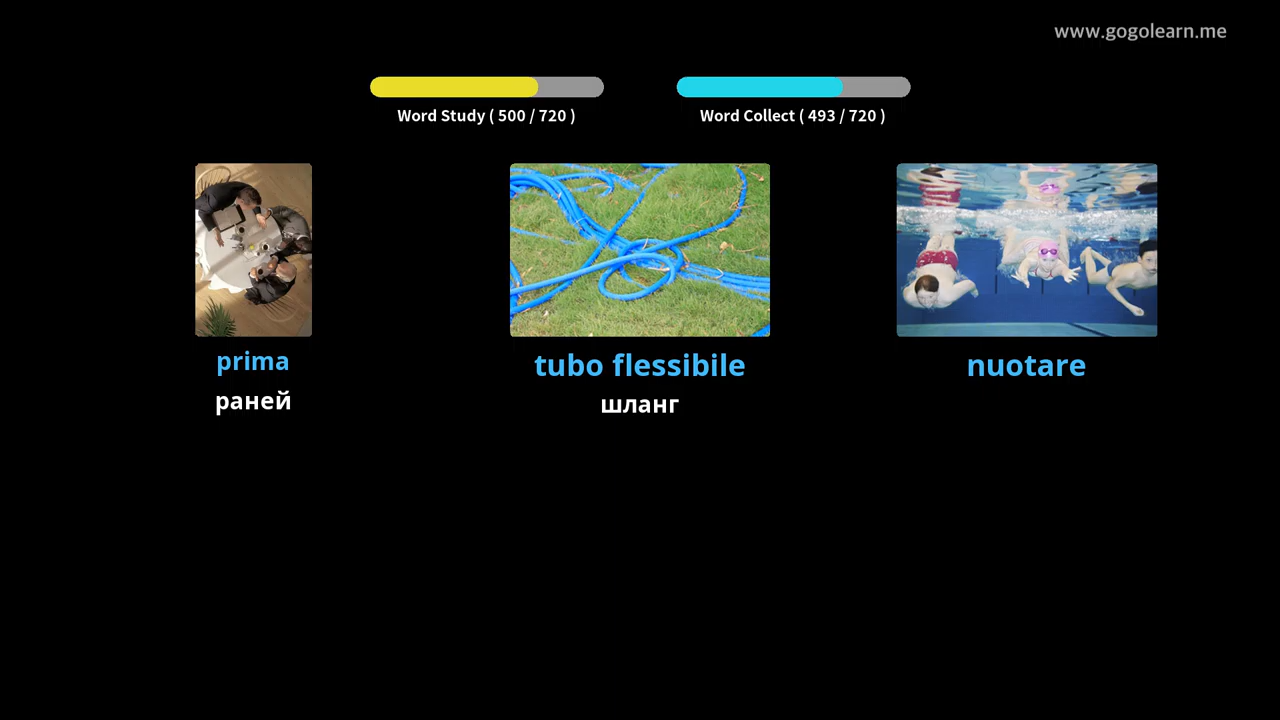 www.gogolearn.me
Word Study ( 500 / 720 )
Word Collect ( 493 / 720 )
prima
раней
tubo flessibile
шланг
nuotare